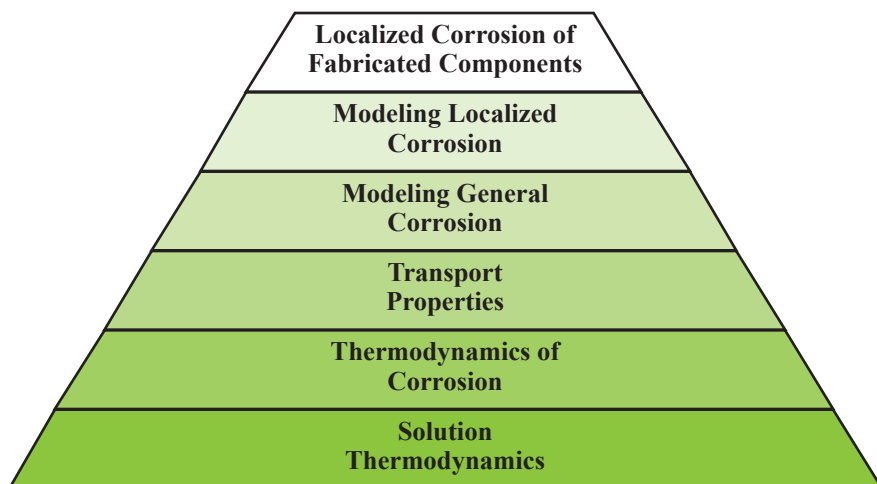 Localized Corrosion of
Fabricated Components
Modeling Localized
Corrosion
Modeling General
Corrosion
Transport
Properties
Thermodynamics of
Corrosion
Solution
Thermodynamics